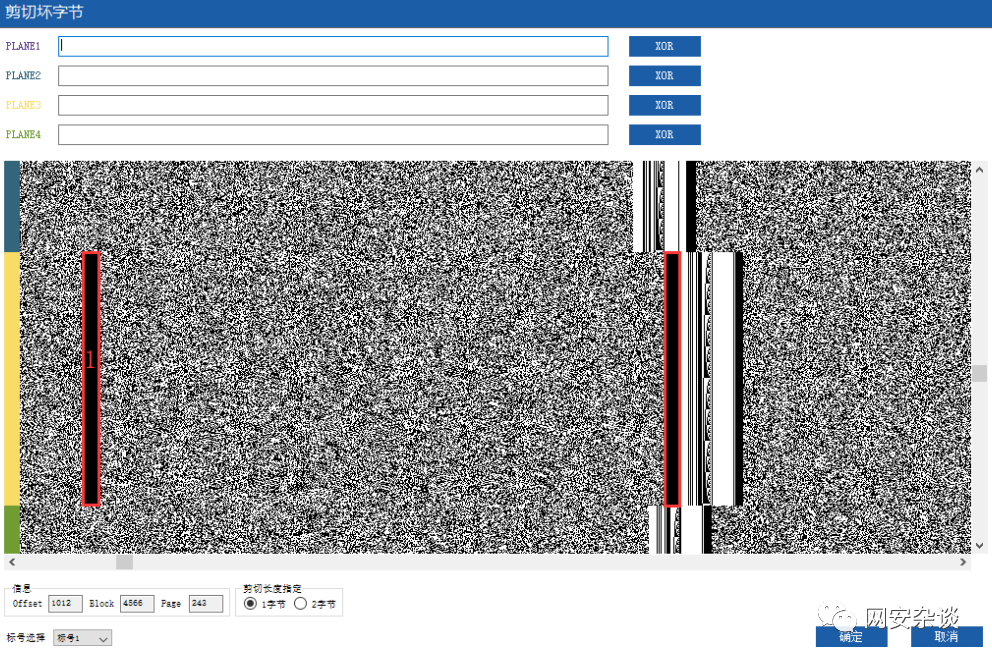 剪切坏字节
PLANE1 XOR
PLANE2 XOR
PLANE3 XOR
PLANE4 XOR
1
信息 剪切长度指定
Offset 1012 Block 4566 Page 243 1字节 2字节
标号选择 标号1
网安杂谈
确定 取消